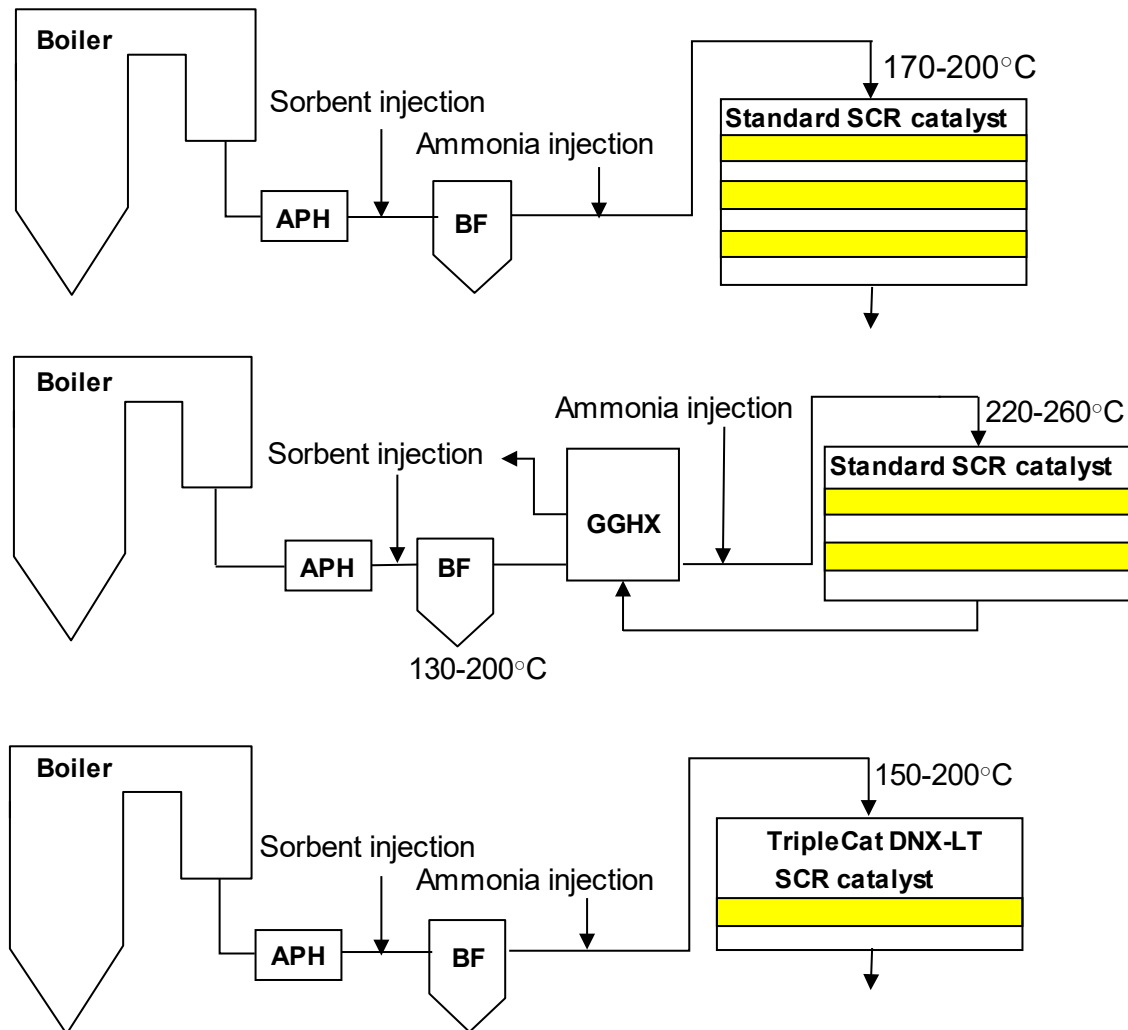 Boiler
170-200°C
Sorbent injection
Standard SCR catalyst
Ammonia injection
APH
BF
Boiler
Ammonia injection
220-260°C
Sorbent injection
Standard SCR catalyst
GGHX
APH
BF
130-200°C
Boiler
150-200°C
TripleCat DNX-LT
Sorbent injection
SCR catalyst
Ammonia injection
APH
BF